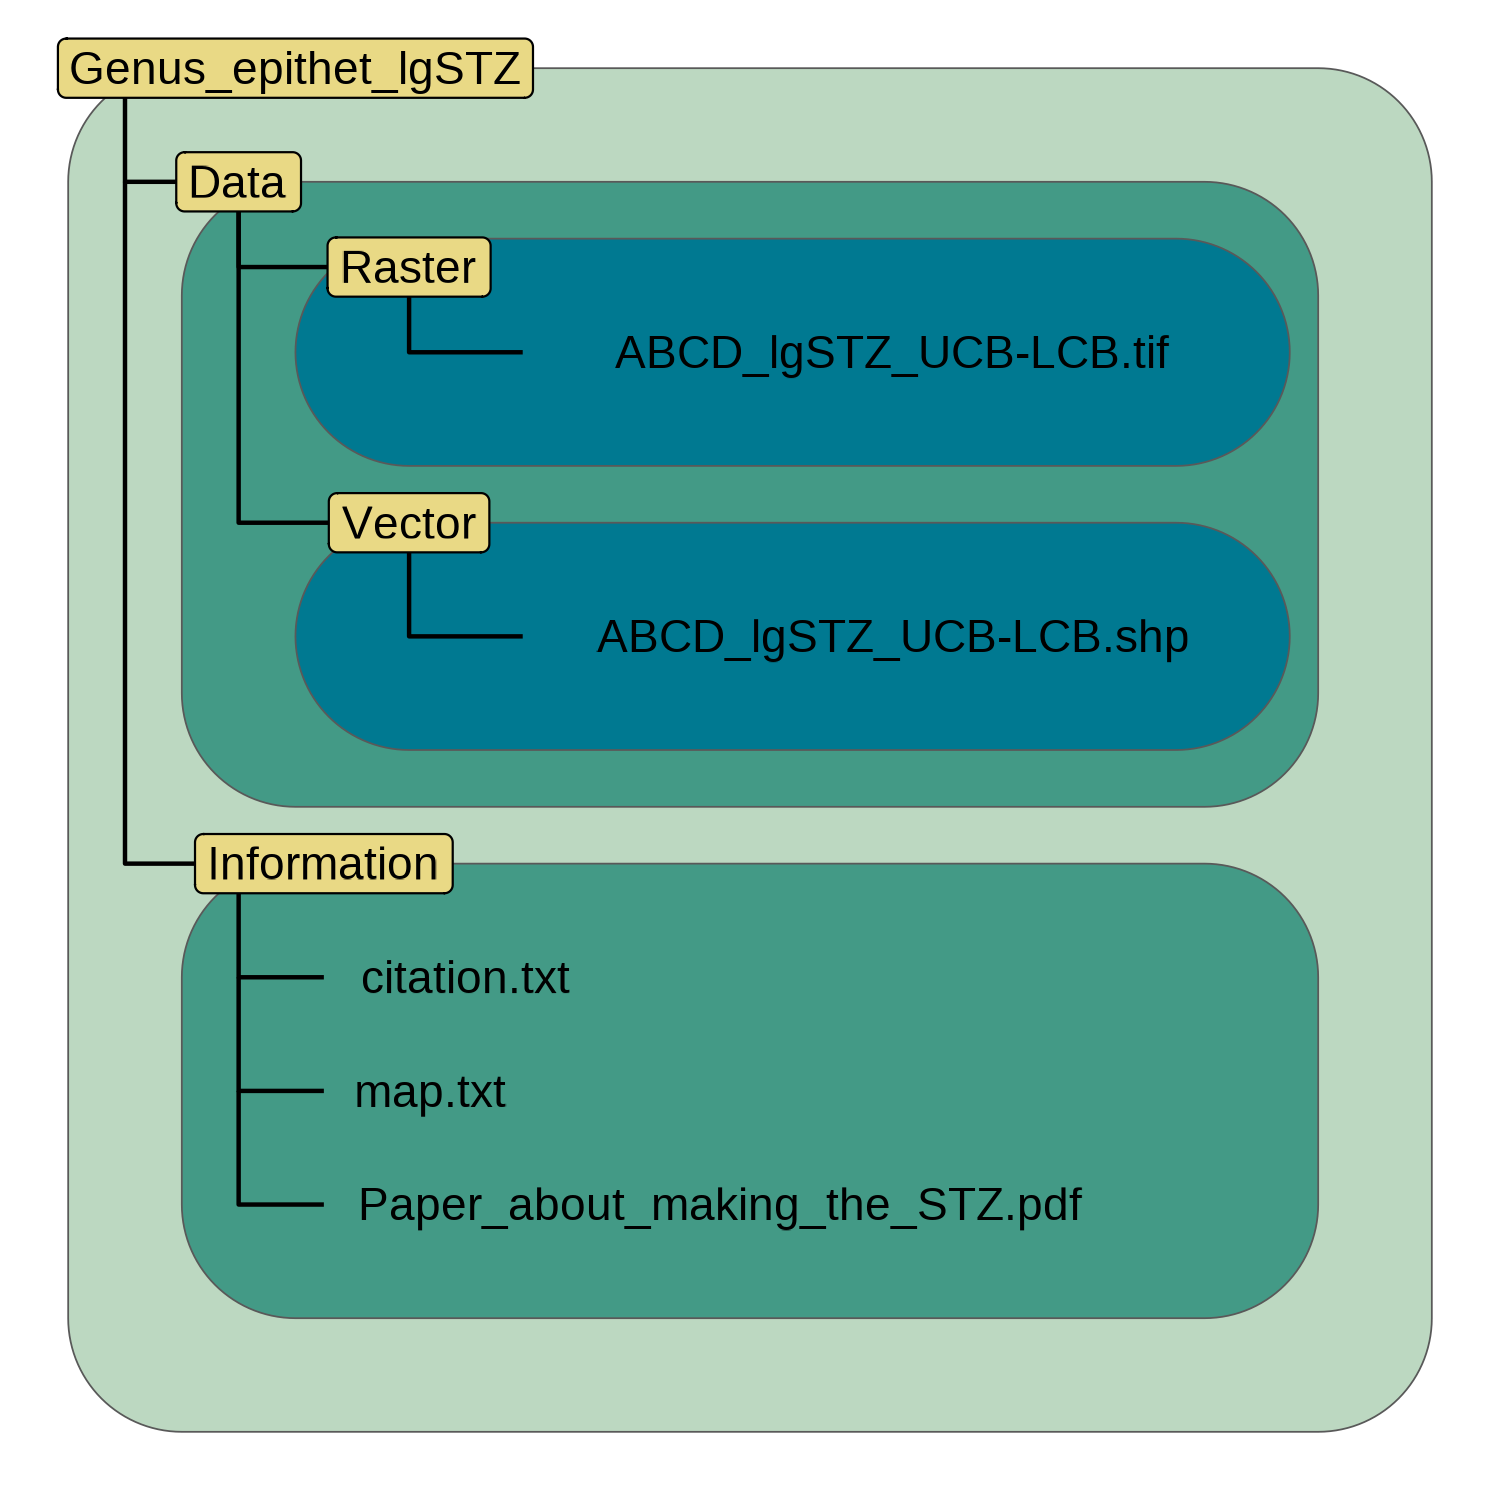 Genus_epithet_lgSTZ
Data
Raster
ABCD_lgSTZ_UCB-LCB.tif
Vector
ABCD_lgSTZ_UCB-LCB.shp
Information
citation.txt
map.txt
Paper_about_making_the_STZ.pdf